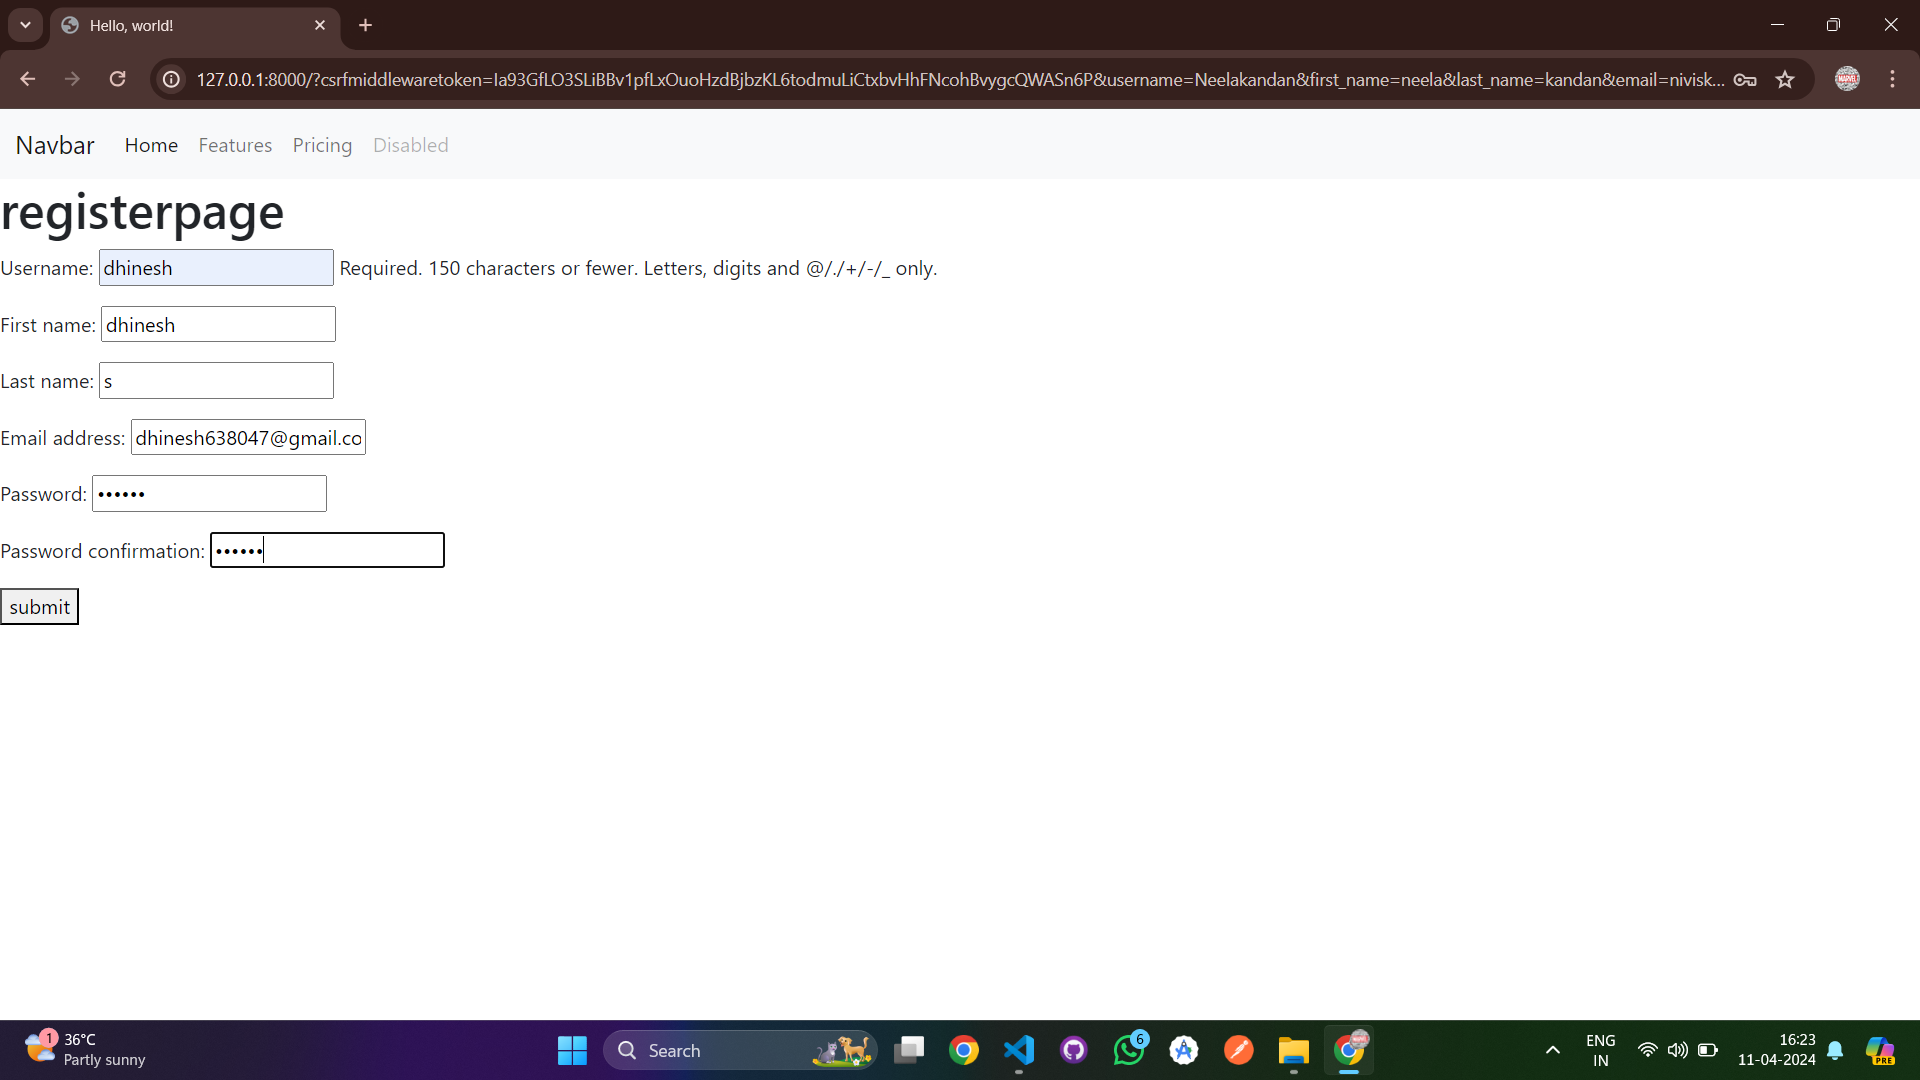 Hello, world!
127.0.0.1:8000/?csrfmiddlewaretoken=Ia93GfLO3SLiBBv1pfLxOuoHzdBjbzKL6todmuLiCtxbvHhFNcohBvygcQWASn6P&username=Neelakandan&first_name=neela&last_name=kandan&email=nivisk...
Navbar Home Features Pricing Disabled
registerpage
Username: dhinesh Required. 150 characters or fewer. Letters, digits and @/./+/-/_ only.
First name: dhinesh
Last name: s
Email address: dhinesh638047@gmail.co
Password: ••••••
Password confirmation: ••••••
submit
1 36°C
Partly sunny
Search
6
PRE
ENG
IN
16:23
11-04-2024